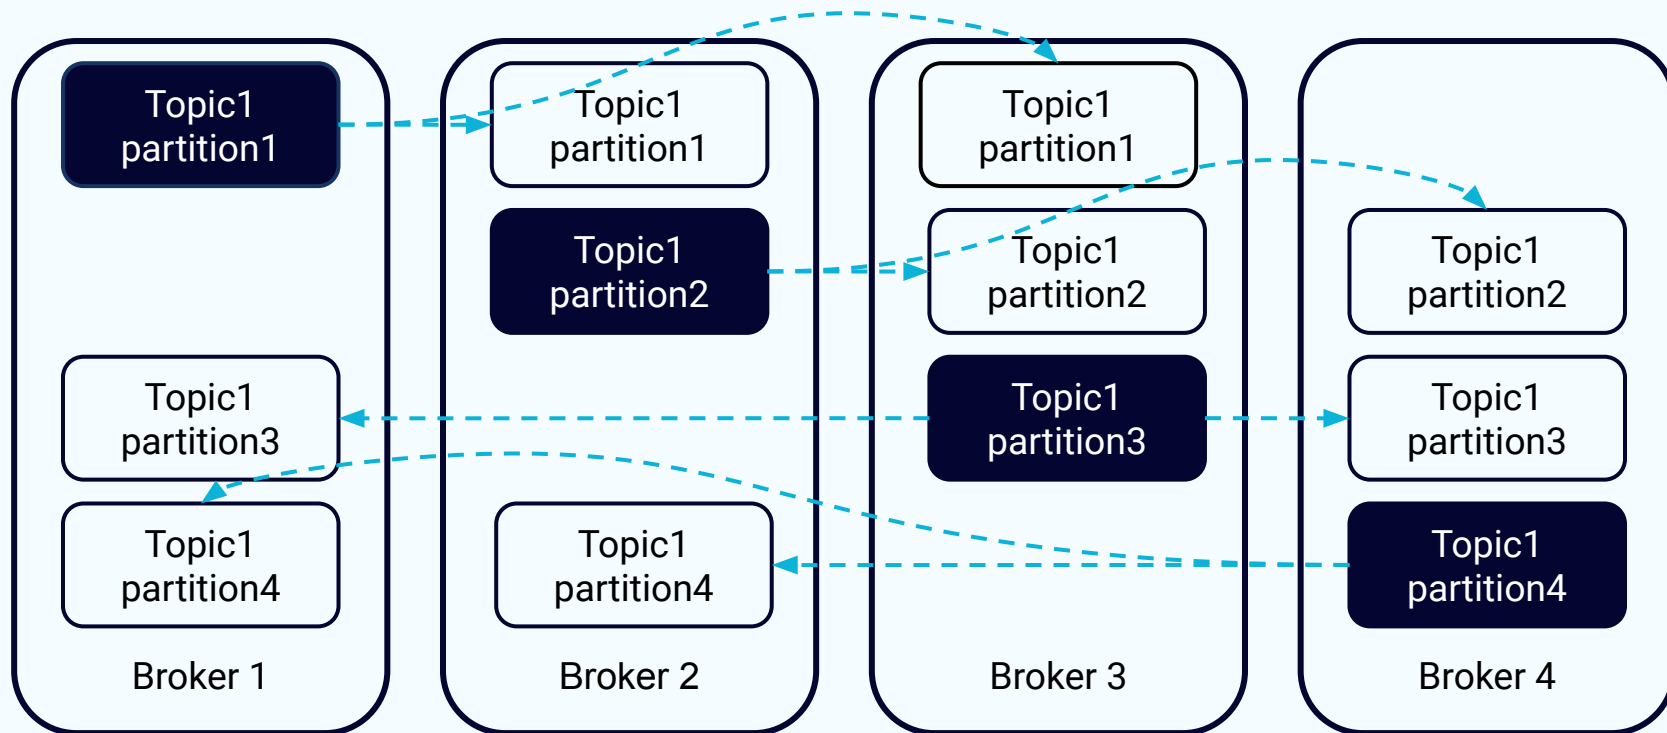 Topic1
partition1
Topic1
partition3
Topic1
partition4
Broker 1
Topic1
partition1
Topic1
partition2
Topic1
partition4
Broker 2
Topic1
partition1
Topic1
partition2
Topic1
partition3
Broker 3
Topic1
partition2
Topic1
partition3
Topic1
partition4
Broker 4